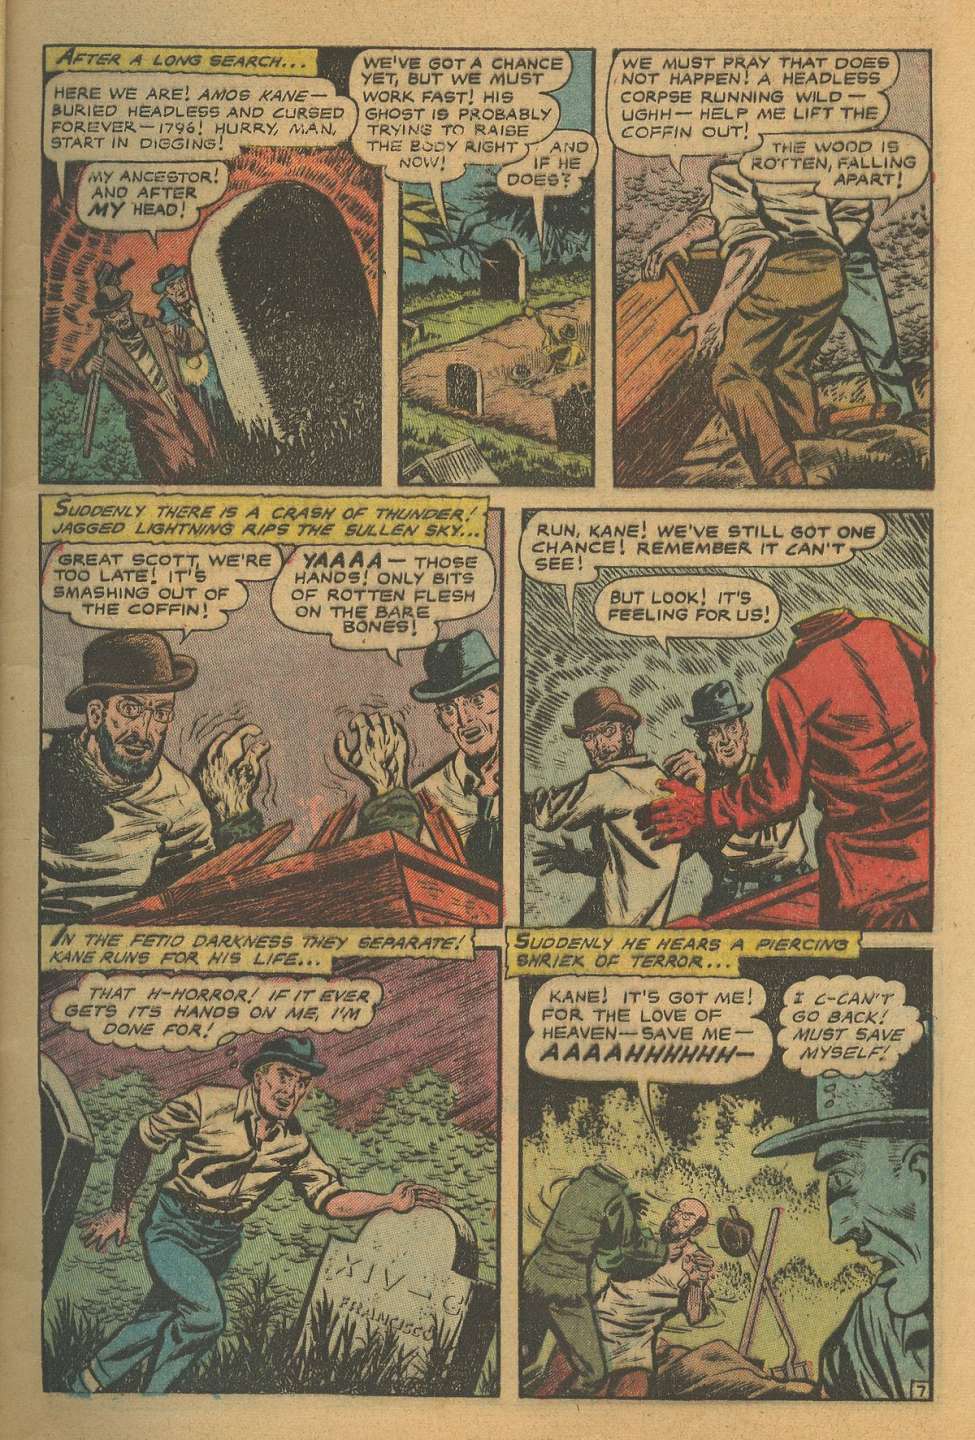 AFTER A LONG SEARCH...
HERE WE ARE! AMOS KANE—
BURIED HEADLESS AND CURSED
FOREVER—1796! HURRY, MAN,
START IN DIGGING!
MY ANCESTOR!
AND AFTER
MY HEAD!
WE'VE GOT A CHANCE
YET, BUT WE MUST
WORK FAST! HIS
GHOST IS PROBABLY
TRYING TO RAISE
THE BODY RIGHT
NOW!
AND
IF HE
DOES?
WE MUST PRAY THAT DOES
NOT HAPPEN! A HEADLESS
CORPSE RUNNING WILD—
UGHH—HELP ME LIFT THE
COFFIN OUT!
THE WOOD IS
ROTTEN, FALLING
APART!
SUDDENLY THERE IS A CRASH OF THUNDER!
JAGGED LIGHTNING RIPS THE SULLEN SKY...
GREAT SCOTT, WE'RE
TOO LATE! IT'S
SMASHING OUT OF
THE COFFIN!
YAAAA— THOSE
HANDS! ONLY BITS
OF ROTTEN FLESH
ON THE BARE
BONES!
RUN, KANE! WE'VE STILL GOT ONE
CHANCE! REMEMBER IT CAN'T
SEE!
BUT LOOK! IT'S
FEELING FOR US!
IN THE FETID DARKNESS THEY SEPARATE!
KANE RUNS FOR HIS LIFE...
THAT H-HORROR! IF IT EVER
GETS IT'S HANDS ON ME, I'M
DONE FOR!
XIVIC
FRANCISCO
SUDDENLY HE HEARS A PIERCING
SHRIEK OF TERROR...
KANE! IT'S GOT ME!
FOR THE LOVE OF
HEAVEN—SAVE ME—
AAAAHHHHHH—
I C-CAN'T
GO BACK!
MUST SAVE
MYSELF!
7